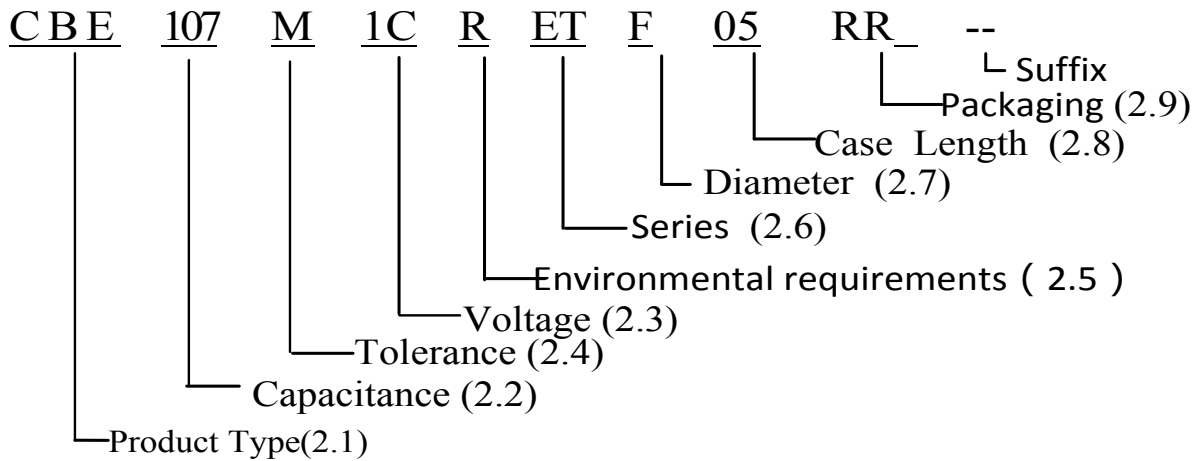 CBE 107 M 1C R ET F 05 RR_ --
Suffix
Packaging (2.9)
Case Length (2.8)
Diameter (2.7)
Series (2.6)
Environmental requirements ( 2.5 )
Voltage (2.3)
Tolerance (2.4)
Capacitance (2.2)
Product Type(2.1)